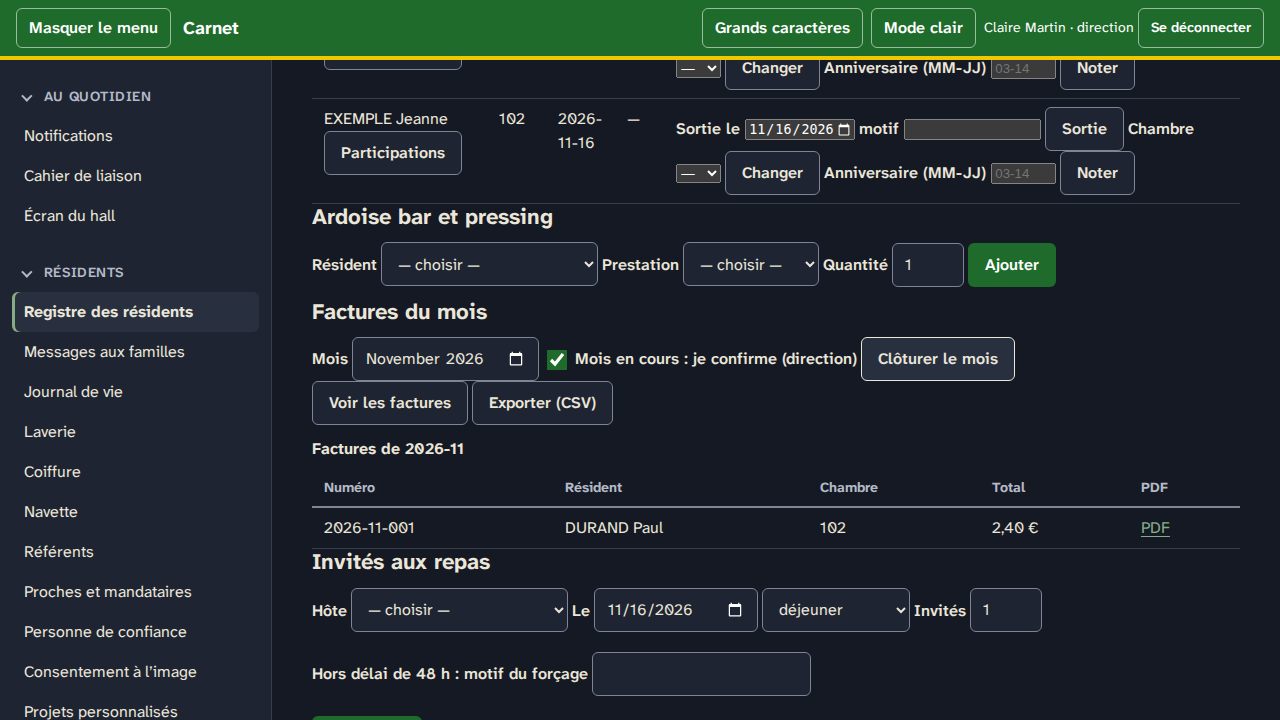 Masquer le menu Carnet Grands caractères Mode clair Claire Martin · direction Se déconnecter
AU QUOTIDIEN
Notifications
Cahier de liaison
Écran du hall
RÉSIDENTS
Registre des résidents
Messages aux familles
Journal de vie
Laverie
Coiffure
Navette
Référents
Proches et mandataires
Personne de confiance
Consentement à l'image
Projets personnalisés
— Changer Anniversaire (MM-JJ) 03-14 Noter
EXEMPLE Jeanne 102 2026-11-16 — Sortie le 11/16/2026 motif Sortie Chambre
Participations — Changer Anniversaire (MM-JJ) 03-14 Noter
Ardoise bar et pressing
Résident — choisir — Prestation — choisir — Quantité 1 Ajouter
Factures du mois
Mois November 2026 Mois en cours : je confirme (direction) Clôturer le mois
Voir les factures Exporter (CSV)
Factures de 2026-11
Numéro Résident Chambre Total PDF
2026-11-001 DURAND Paul 102 2,40 € PDF
Invités aux repas
Hôte — choisir — Le 11/16/2026 déjeuner Invités 1
Hors délai de 48 h : motif du forçage